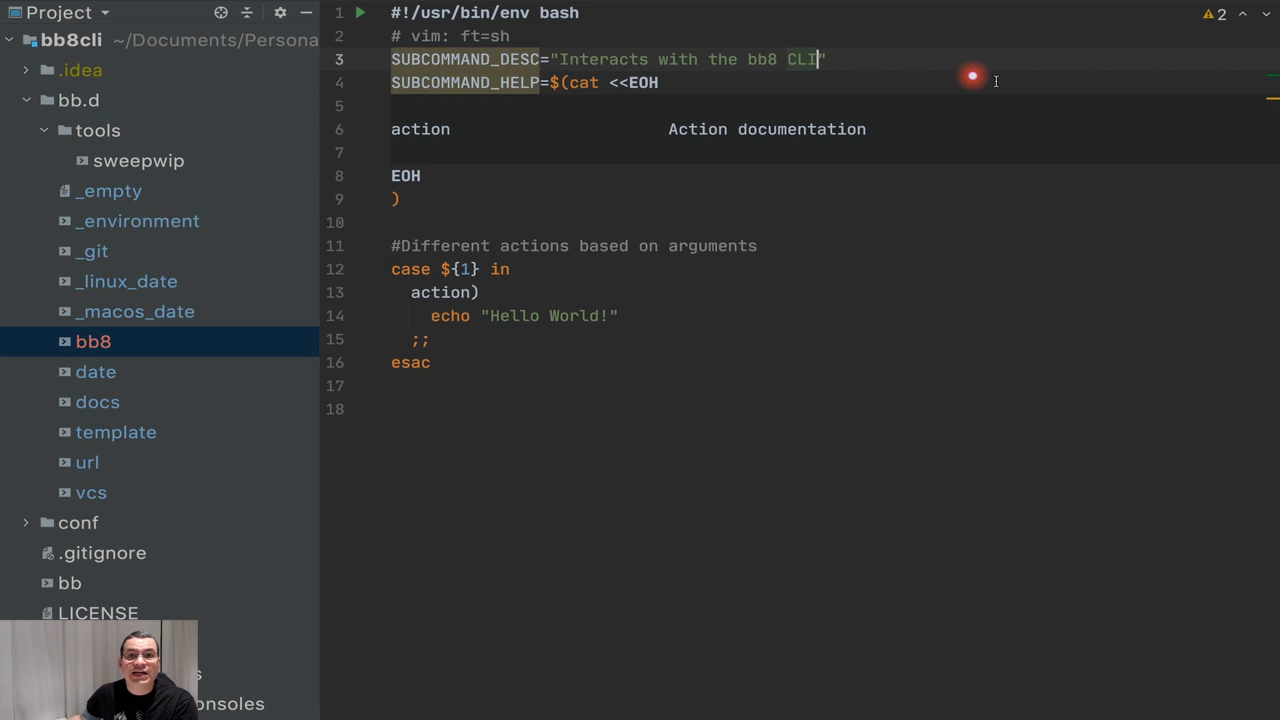 Project
bb8cli ~/Documents/Persona
.idea
bb.d
tools
sweepwip
_empty
_environment
_git
_linux_date
_macos_date
bb8
date
docs
template
url
vcs
conf
.gitignore
bb
LICENSE
s
onsoles
1 #!/usr/bin/env bash
2 # vim: ft=sh
3 SUBCOMMAND_DESC="Interacts with the bb8 CLI"
4 SUBCOMMAND_HELP=$(cat <<EOH
5
6 action Action documentation
7
8 EOH
9 )
10
11 #Different actions based on arguments
12 case ${1} in
13 action)
14 echo "Hello World!"
15 ;;
16 esac
17
18
2